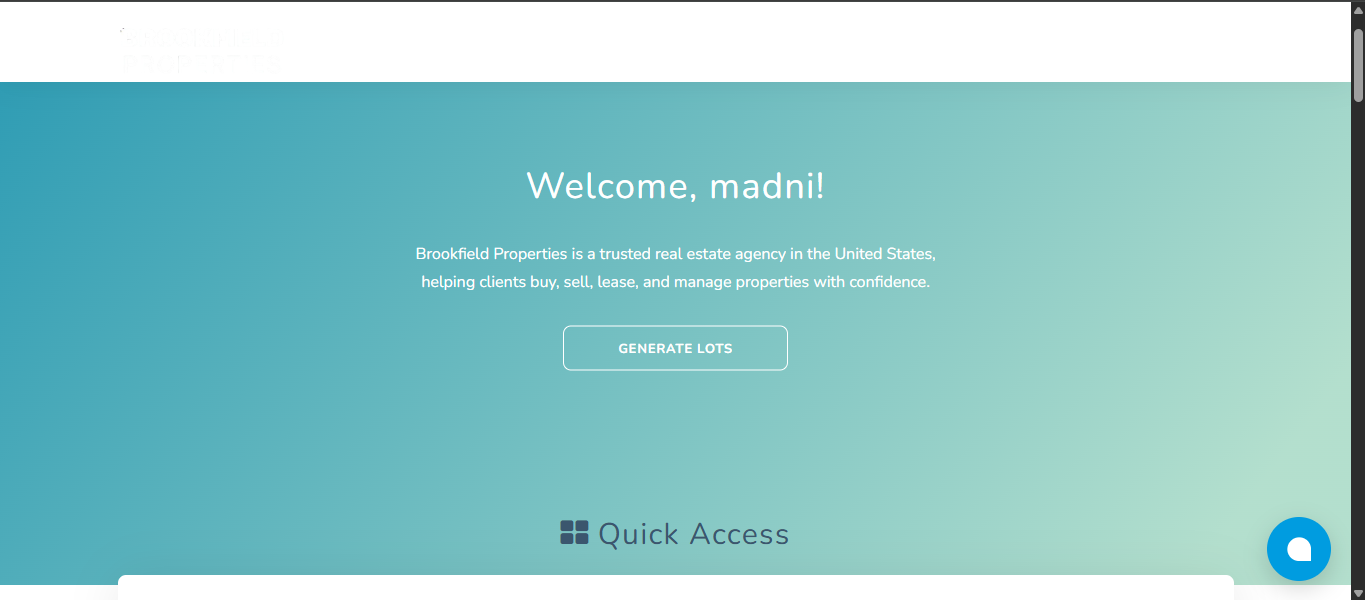 Welcome, madni!
Brookfield Properties is a trusted real estate agency in the United States,
helping clients buy, sell, lease, and manage properties with confidence.
GENERATE LOTS
Quick Access